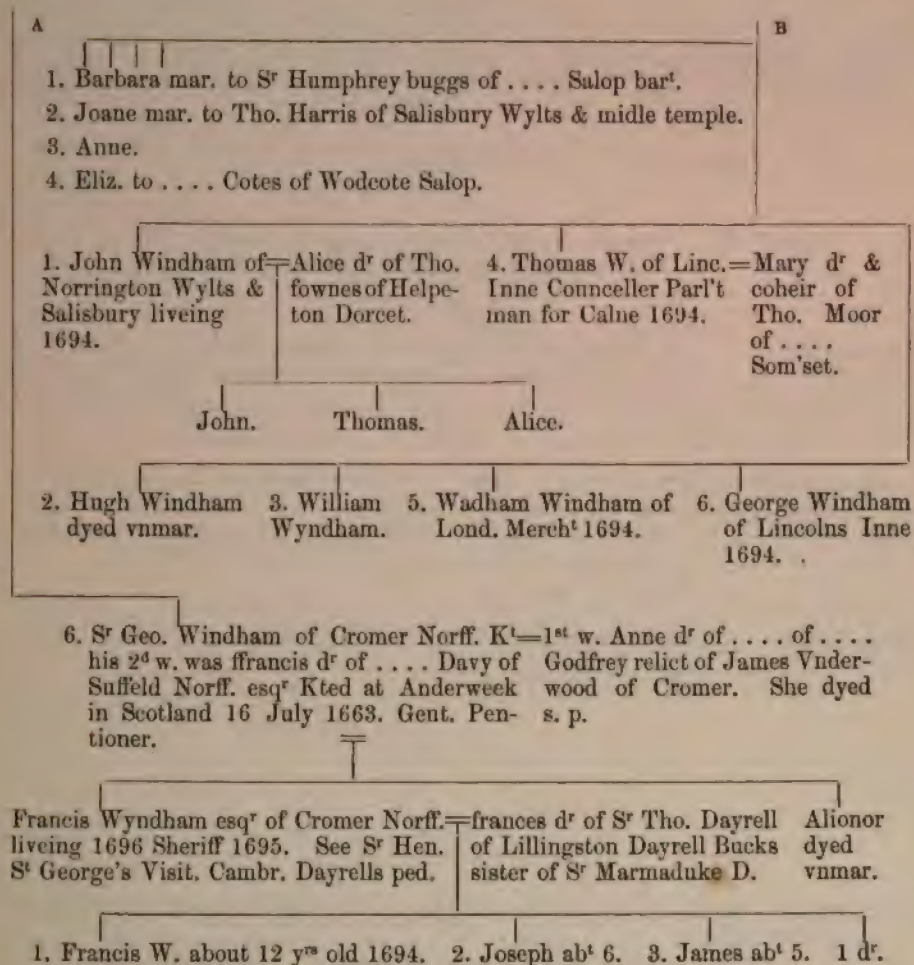 A B
1. Barbara mar. to Sʳ Humphrey buggs of . . . . Salop barᵗ.
2. Joane mar. to Tho. Harris of Salisbury Wylts & midle temple.
3. Anne.
4. Eliz. to . . . . Cotes of Wodcote Salop.
1. John Windham of
Norrington Wylts &
Salisbury liveing
1694.
=Alice dʳ of Tho.
fownes of Helpe-
ton Dorcet.
4. Thomas W. of Linc.
Inne Counceller Parl't
man for Calne 1694.
=Mary dʳ &
coheir of
Tho. Moor
of . . . .
Som'set.
John. Thomas. Alice.
2. Hugh Windham
dyed vnmar.
3. William
Wyndham.
5. Wadham Windham of
Lond. Merchᵗ 1694.
6. George Windham
of Lincolns Inne
1694. .
6. Sʳ Geo. Windham of Cromer Norff. Kᵗ
his 2ᵈ w. was ffrancis dʳ of . . . . Davy of
Suffeld Norff. esqʳ Kted at Anderweek
in Scotland 16 July 1663. Gent. Pen-
tioner.
=1ˢᵗ w. Anne dʳ of . . . . of . . . .
Godfrey relict of James Vnder-
wood of Cromer. She dyed
s. p.
Francis Wyndham esqʳ of Cromer Norff.
liveing 1696 Sheriff 1695. See Sʳ Hen.
Sᵗ George's Visit. Cambr. Dayrells ped.
=frances dʳ of Sʳ Tho. Dayrell
of Lillingston Dayrell Bucks
sister of Sʳ Marmaduke D.
Alionor
dyed
vnmar.
1. Francis W. about 12 yʳˢ old 1694. 2. Joseph abᵗ 6. 3. James abᵗ 5. 1 dʳ.